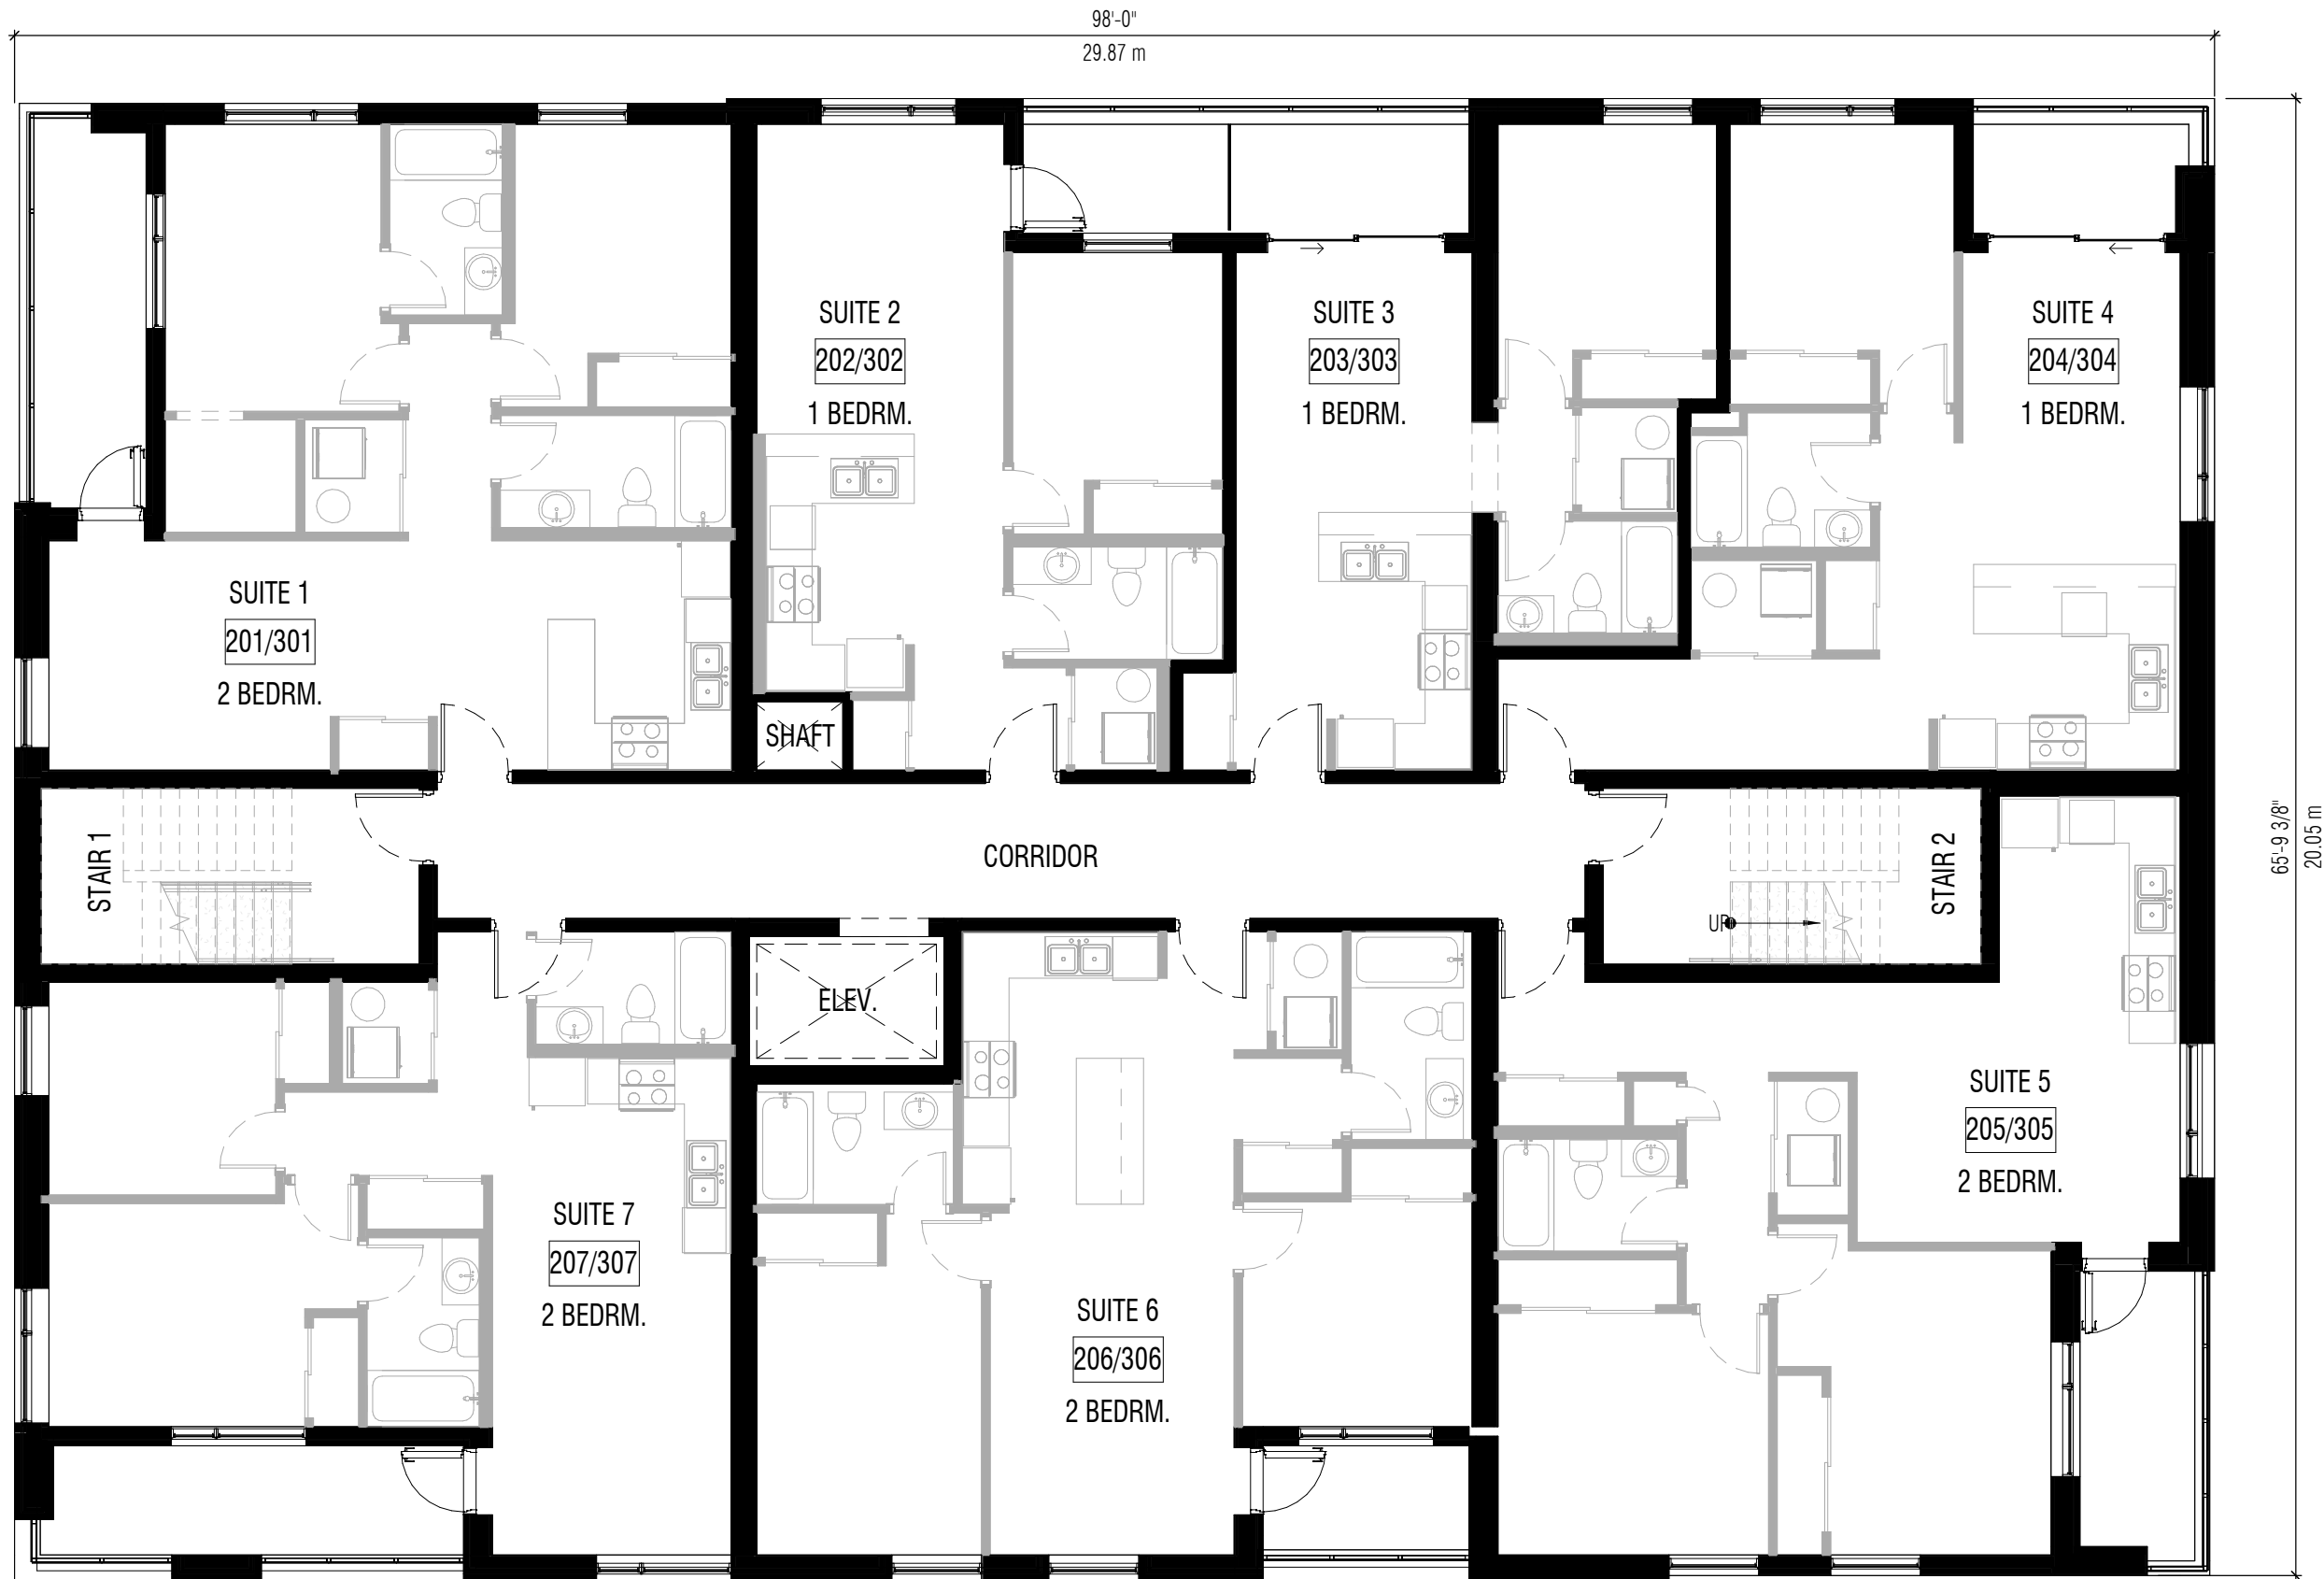 98'-0"
29.87 m
SUITE 1
201/301
2 BEDRM.
SUITE 2
202/302
1 BEDRM.
SUITE 3
203/303
1 BEDRM.
SUITE 4
204/304
1 BEDRM.
SHAFT
STAIR 1
CORRIDOR
UP
STAIR 2
65'-9 3/8"
20.05 m
ELEV.
SUITE 7
207/307
2 BEDRM.
SUITE 6
206/306
2 BEDRM.
SUITE 5
205/305
2 BEDRM.